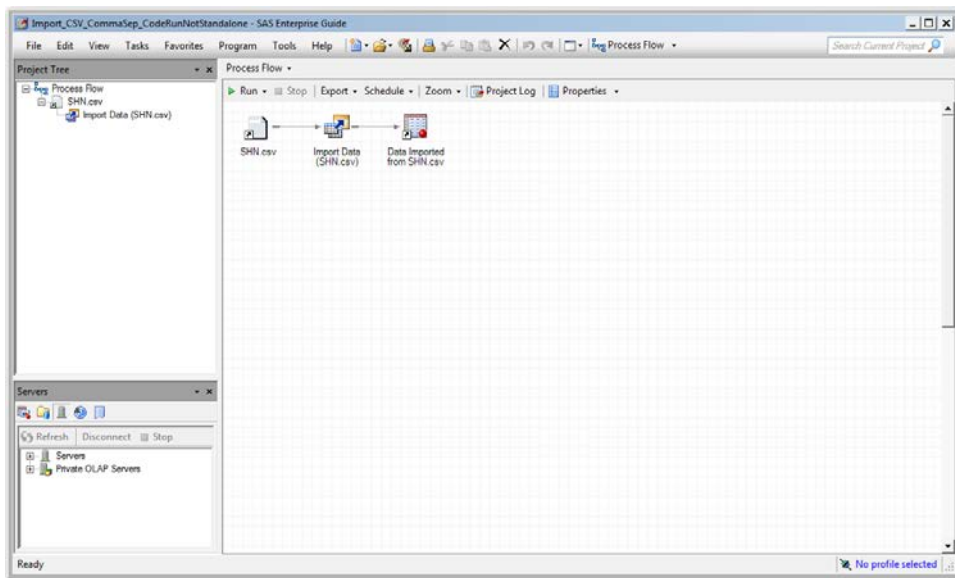 Import_CSV_CommaSep_CodeRunNotStandalone - SAS Enterprise Guide
File Edit View Tasks Favorites Program Tools Help Process Flow Search Current Project
Project Tree
Process Flow
SHN.csv
Import Data (SHN.csv)
Process Flow
Run Stop Export Schedule Zoom Project Log Properties
SHN.csv
Import Data
(SHN.csv)
Data Imported
from SHN.csv
Servers
Refresh Disconnect Stop
Servers
Private OLAP Servers
Ready
No profile selected